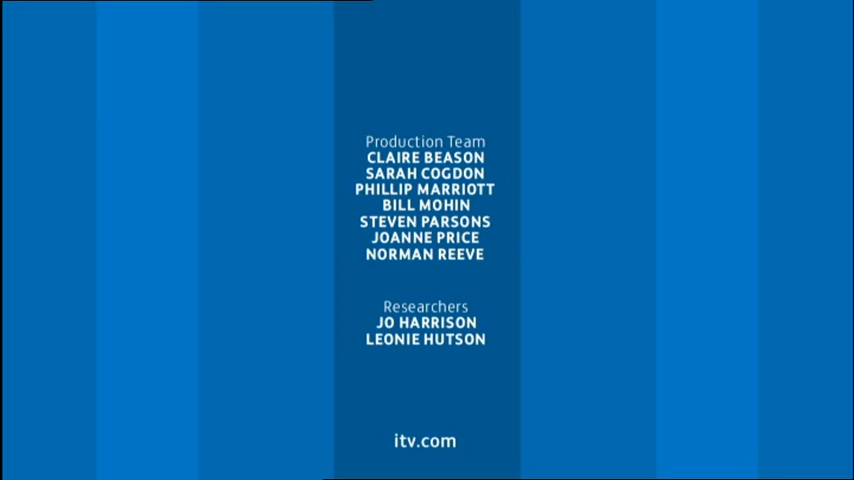 Production Team
CLAIRE BEASON
SARAH COGDON
PHILLIP MARRIOTT
BILL MOHIN
STEVEN PARSONS
JOANNE PRICE
NORMAN REEVE
Researchers
JO HARRISON
LEONIE HUTSON
itv.com